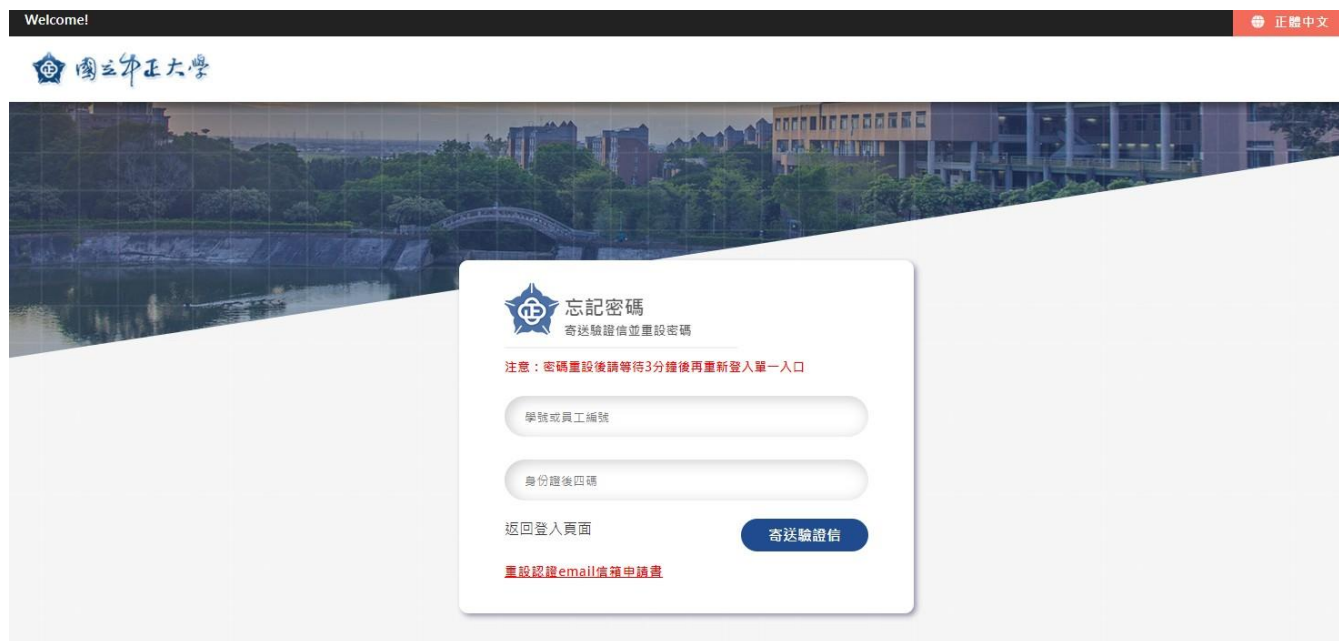 Welcome!
正體中文
國立中正大學
忘記密碼
寄送驗證信並重設密碼
注意：密碼重設後請等待3分鐘後再重新登入單一入口
學號或員工編號
身份證後四碼
返回登入頁面
寄送驗證信
重設認證email信箱申請書